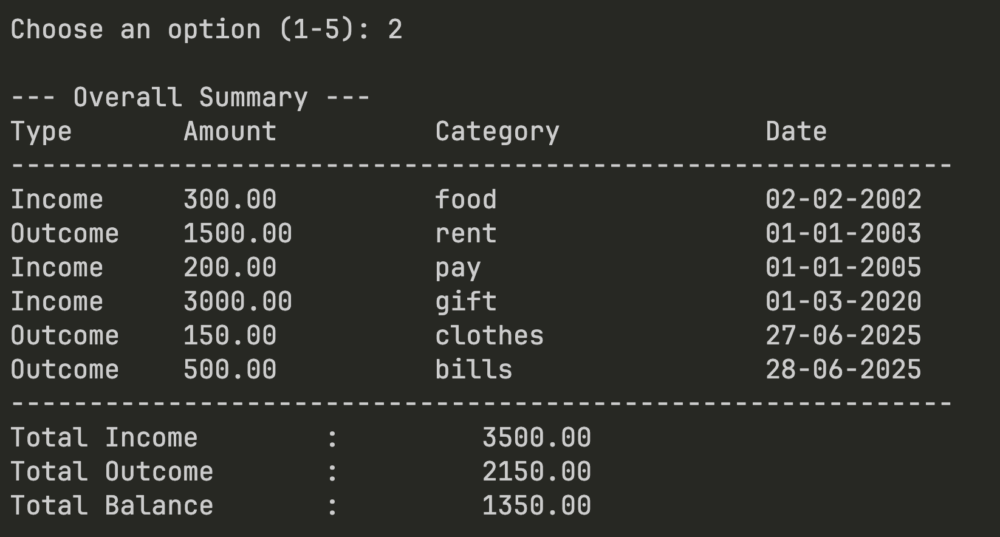 Choose an option (1-5): 2
--- Overall Summary ---
Type       Amount          Category             Date
------------------------------------------------------------
Income     300.00          food                 02-02-2002
Outcome    1500.00         rent                 01-01-2003
Income     200.00          pay                  01-01-2005
Income     3000.00         gift                 01-03-2020
Outcome    150.00          clothes              27-06-2025
Outcome    500.00          bills                28-06-2025
------------------------------------------------------------
Total Income        :         3500.00
Total Outcome       :         2150.00
Total Balance       :         1350.00